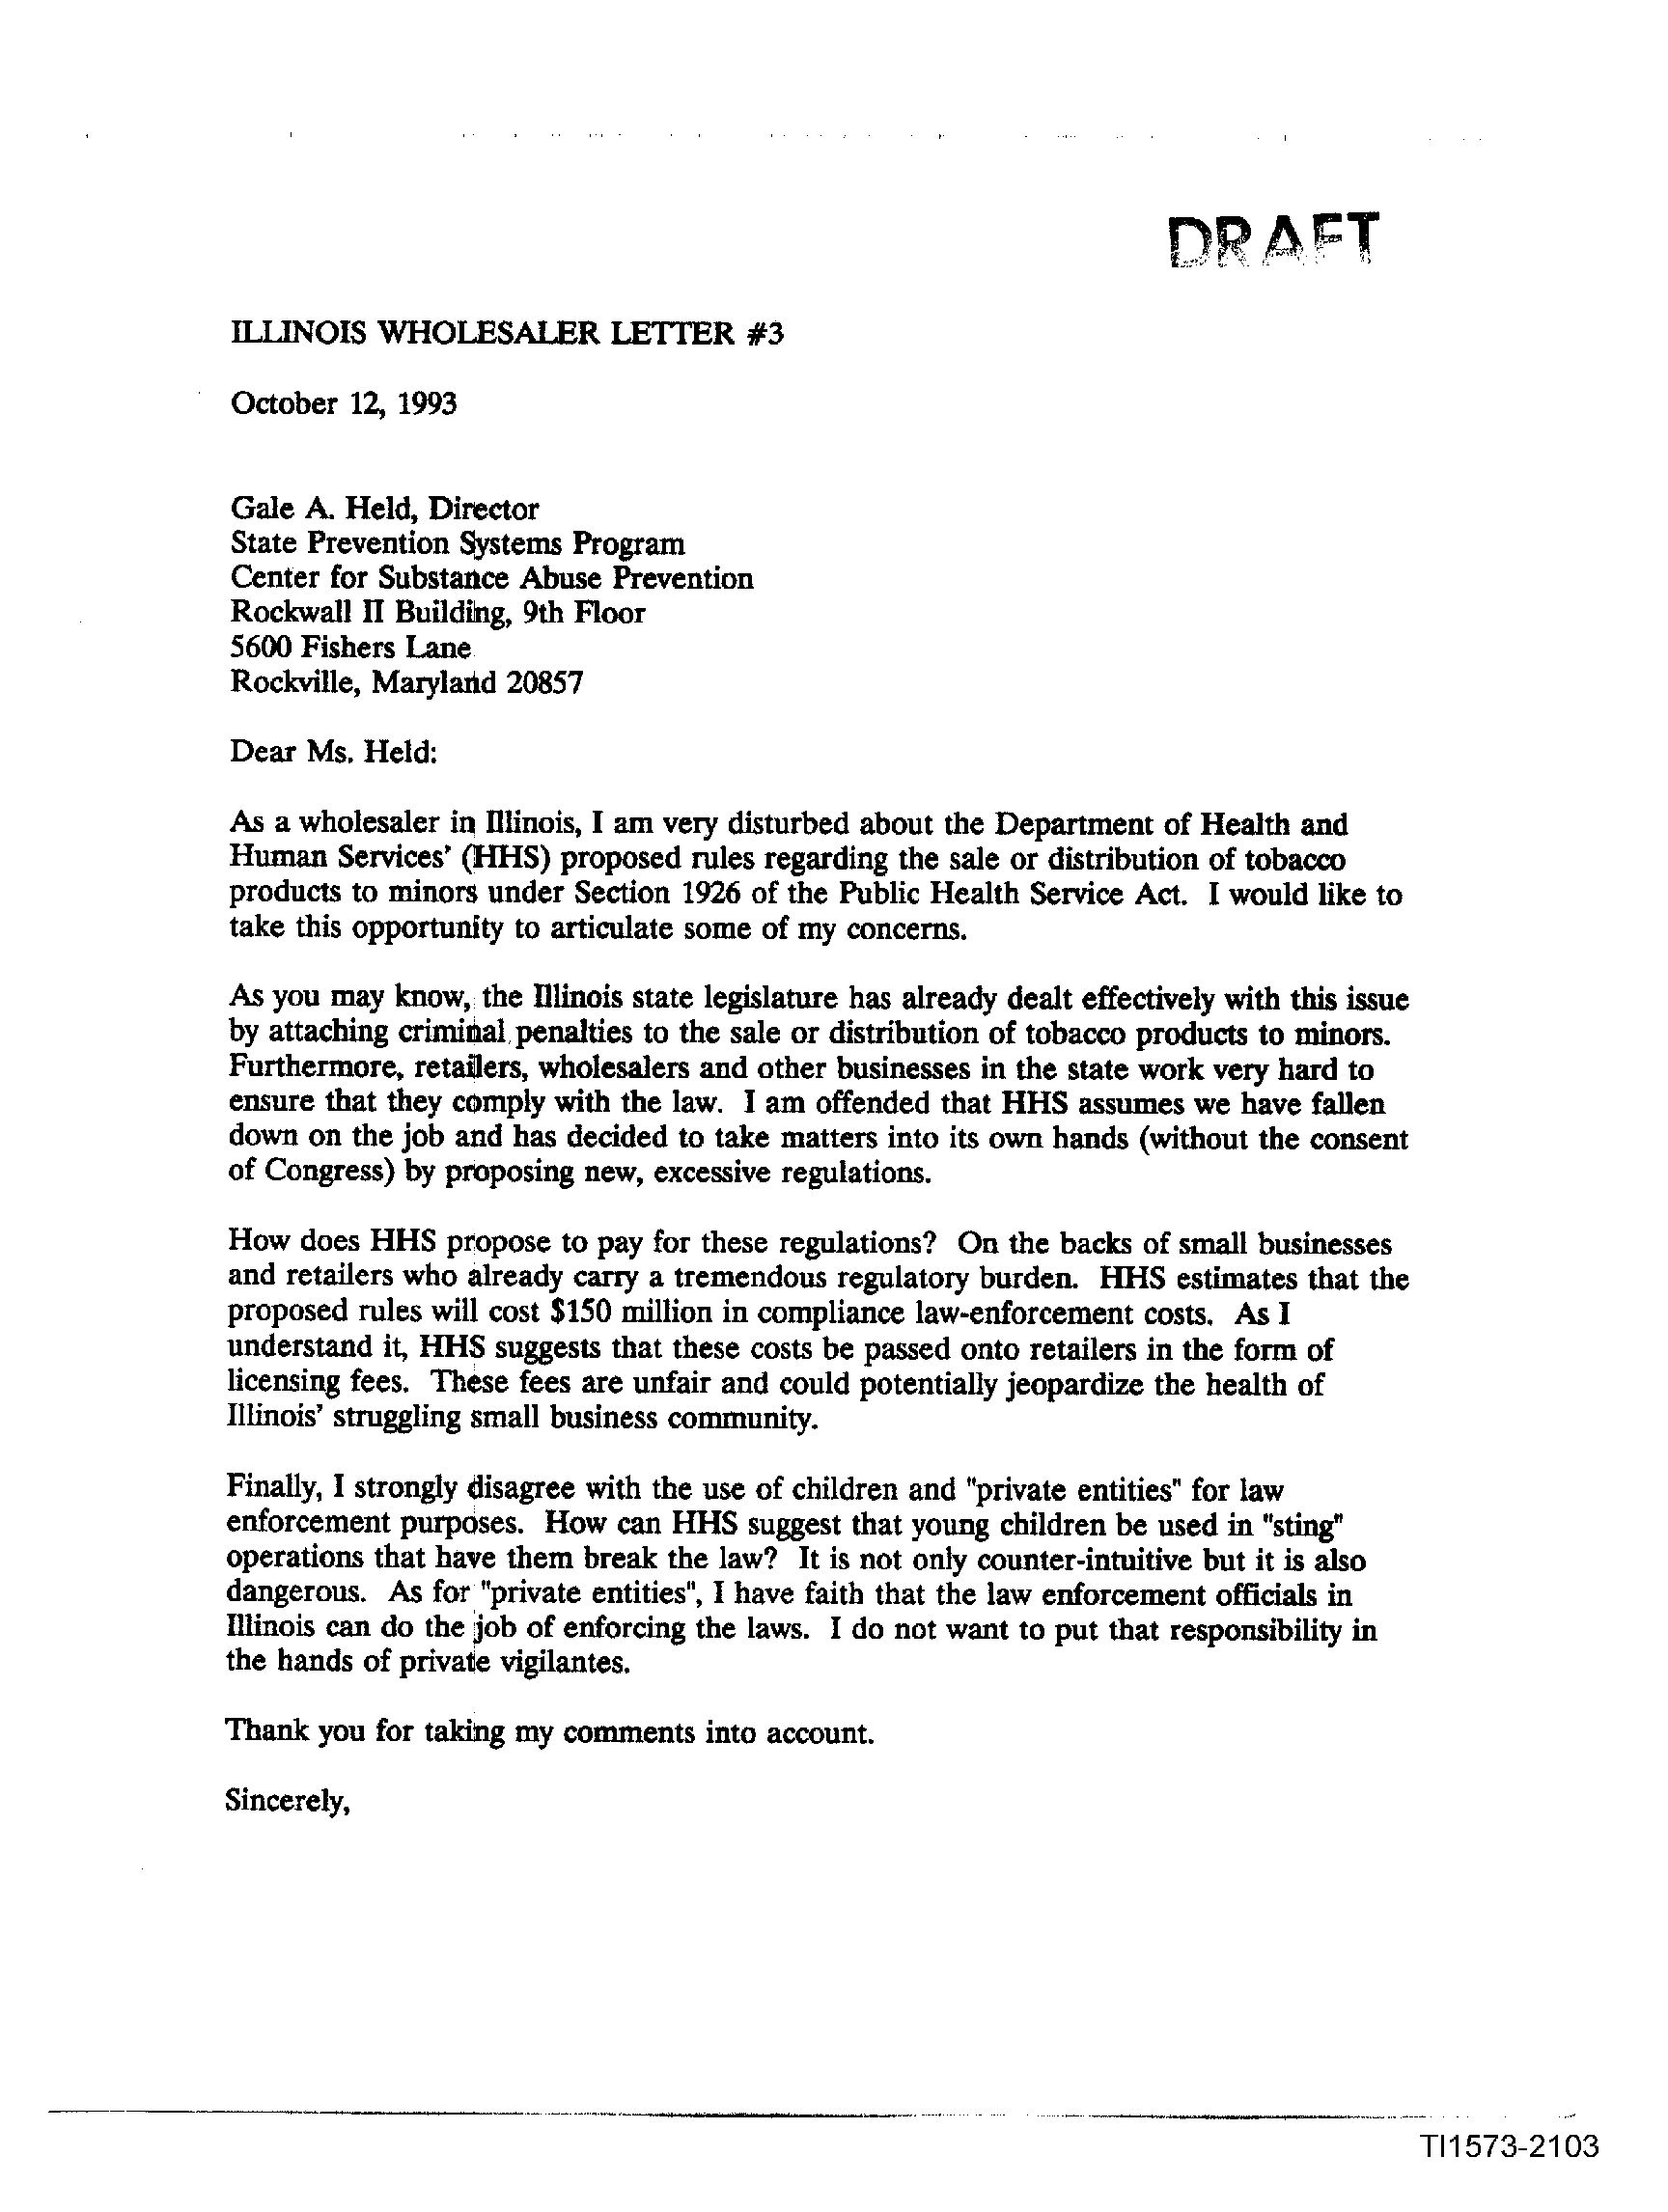 DRAFT
ILLINOIS WHOLESALER LETTER #3
October 12, 1993
Gale A. Held, Director
State Prevention Systems Program
Center for Substance Abuse Prevention
Rockwall II Building, 9th Floor
5600 Fishers Lane
Rockville, Maryland 20857
Dear Ms. Held:
As a wholesaler in Illinois, I am very disturbed about the Department of Health and
Human Services' (HHS) proposed rules regarding the sale or distribution of tobacco
products to minors under Section 1926 of the Public Health Service Act. I would like to
take this opportunity to articulate some of my concerns.
As you may know, the Illinois state legislature has already dealt effectively with this issue
by attaching criminal penalties to the sale or distribution of tobacco products to minors.
Furthermore, retailers, wholesalers and other businesses in the state work very hard to
ensure that they comply with the law. I am offended that HHS assumes we have fallen
down on the job and has decided to take matters into its own hands (without the consent
of Congress) by proposing new, excessive regulations.
How does HHS propose to pay for these regulations? On the backs of small businesses
and retailers who already carry a tremendous regulatory burden. HHS estimates that the
proposed rules will cost $150 million in compliance law-enforcement costs. As I
understand it, HHS suggests that these costs be passed onto retailers in the form of
licensing fees. These fees are unfair and could potentially jeopardize the health of
Illinois' struggling small business community.
Finally, I strongly disagree with the use of children and "private entities" for law
enforcement purposes. How can HHS suggest that young children be used in "sting"
operations that have them break the law? It is not only counter-intuitive but it is also
dangerous. As for "private entities", I have faith that the law enforcement officials in
Illinois can do the job of enforcing the laws. I do not want to put that responsibility in
the hands of private vigilantes.
Thank you for taking my comments into account.
Sincerely,
TI1573-2103